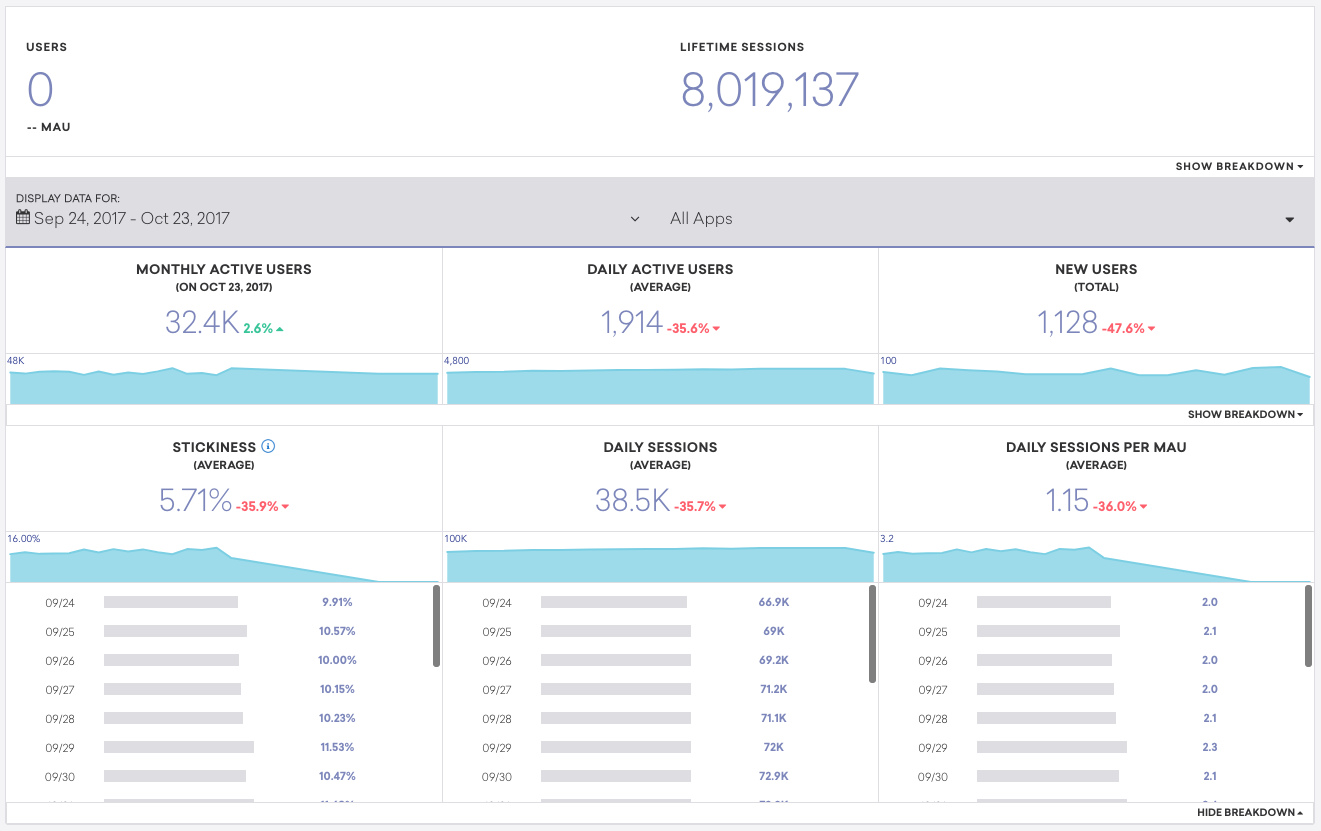 USERS
0
-- MAU
LIFETIME SESSIONS
8,019,137
SHOW BREAKDOWN
DISPLAY DATA FOR:
Sep 24, 2017 - Oct 23, 2017
All Apps
MONTHLY ACTIVE USERS
(ON OCT 23, 2017)
32.4K 2.6%
48K
DAILY ACTIVE USERS
(AVERAGE)
1,914 -35.6%
4,800
NEW USERS
(TOTAL)
1,128 -47.6%
100
SHOW BREAKDOWN
STICKINESS
(AVERAGE)
5.71% -35.9%
16.00%
09/24 9.91%
09/25 10.57%
09/26 10.00%
09/27 10.15%
09/28 10.23%
09/29 11.53%
09/30 10.47%
DAILY SESSIONS
(AVERAGE)
38.5K -35.7%
100K
09/24 66.9K
09/25 69K
09/26 69.2K
09/27 71.2K
09/28 71.1K
09/29 72K
09/30 72.9K
DAILY SESSIONS PER MAU
(AVERAGE)
1.15 -36.0%
3.2
09/24 2.0
09/25 2.1
09/26 2.0
09/27 2.0
09/28 2.1
09/29 2.3
09/30 2.1
HIDE BREAKDOWN